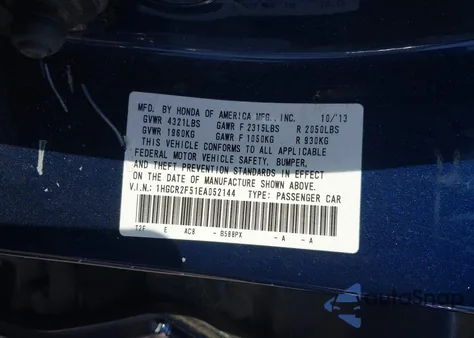 MFD. BY HONDA OF AMERICA MFG., INC. 10/13
GVWR 4321LBS GAWR F 2315LBS R 2050LBS
GVWR 1960KG GAWR F 1050KG R 930KG
THIS VEHICLE CONFORMS TO ALL APPLICABLE
FEDERAL MOTOR VEHICLE SAFETY, BUMPER,
AND THEFT PREVENTION STANDARDS IN EFFECT
ON THE DATE OF MANUFACTURE SHOWN ABOVE.
V.I.N.: 1HGCR2F51EA052144 TYPE: PASSENGER CAR
T2F E AC8 - B588PX - A - A
autoSnap